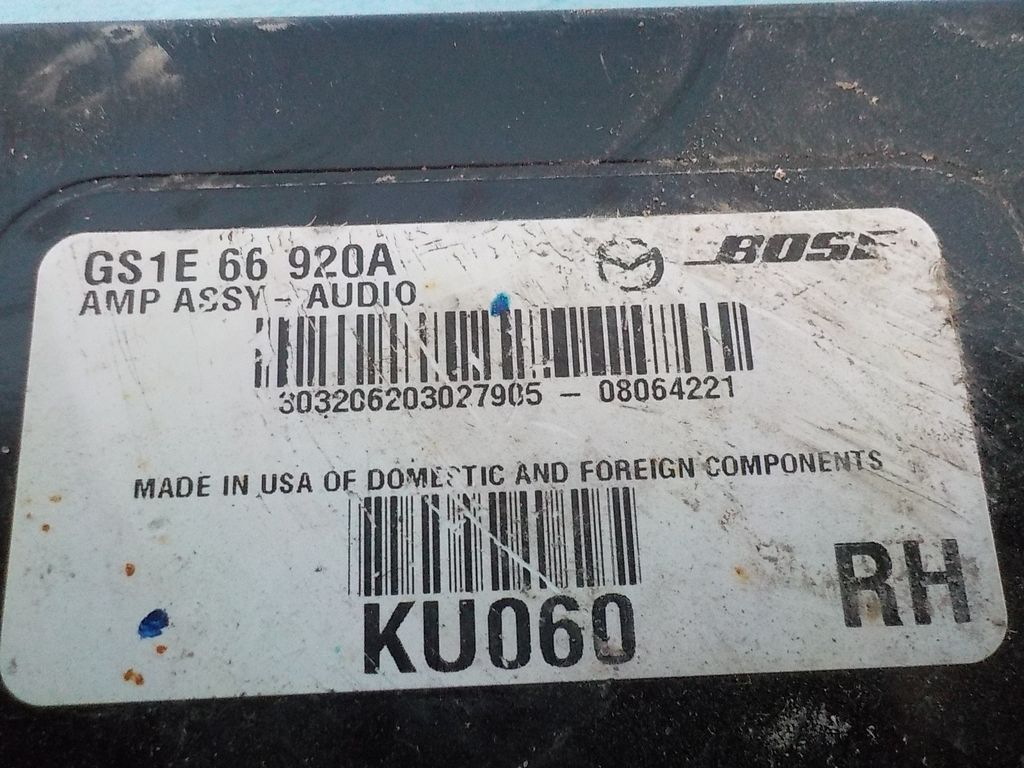 GS1E 66 920A
BOSE
AMP ASSY - AUDIO
303206203027905 - 08064221
MADE IN USA OF DOMESTIC AND FOREIGN COMPONENTS
RH
KU060